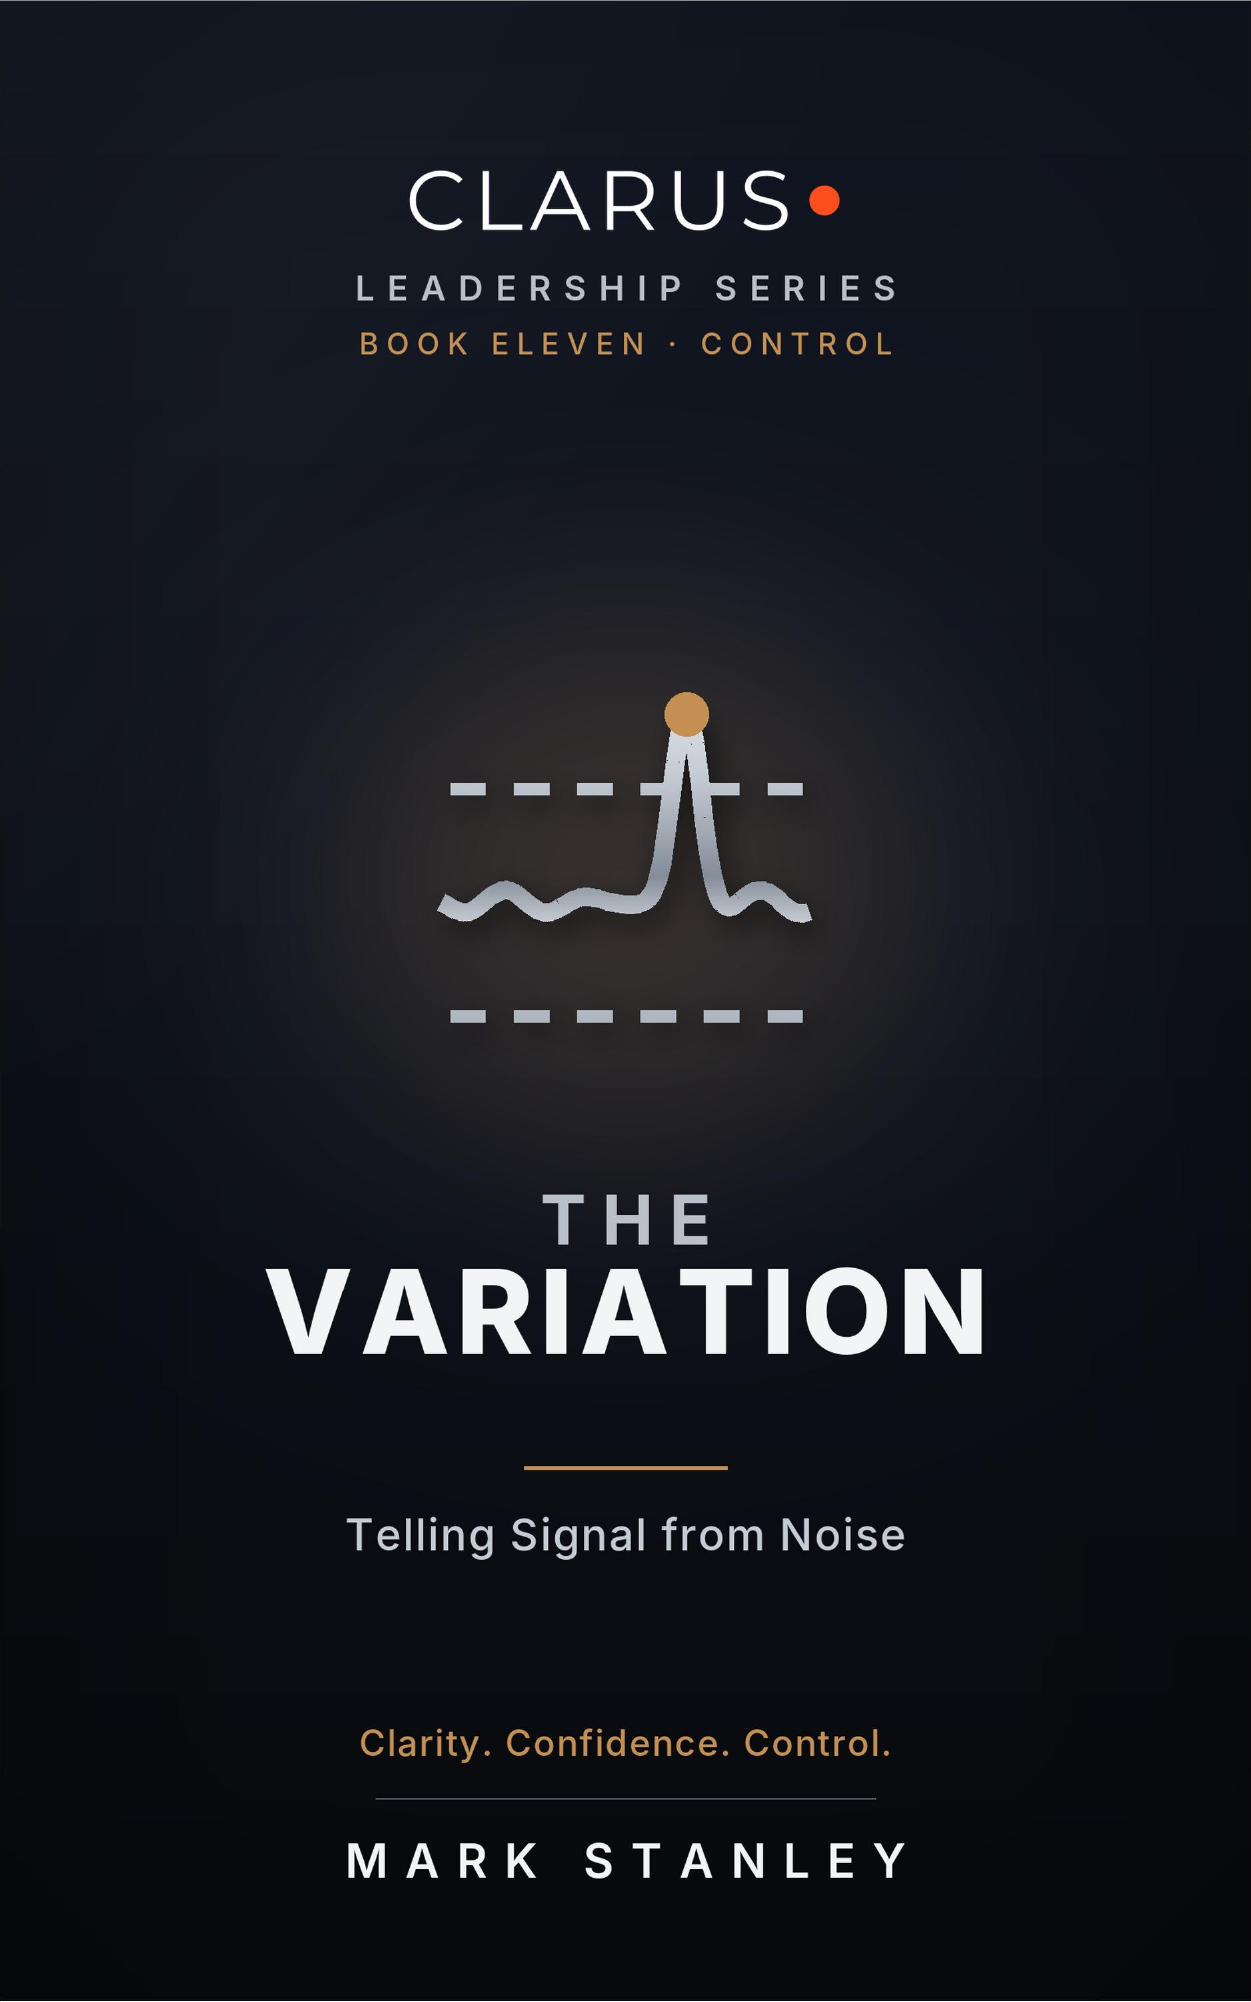 CLARUS
LEADERSHIP SERIES
BOOK ELEVEN · CONTROL
THE
VARIATION
Telling Signal from Noise
Clarity. Confidence. Control.
MARK STANLEY